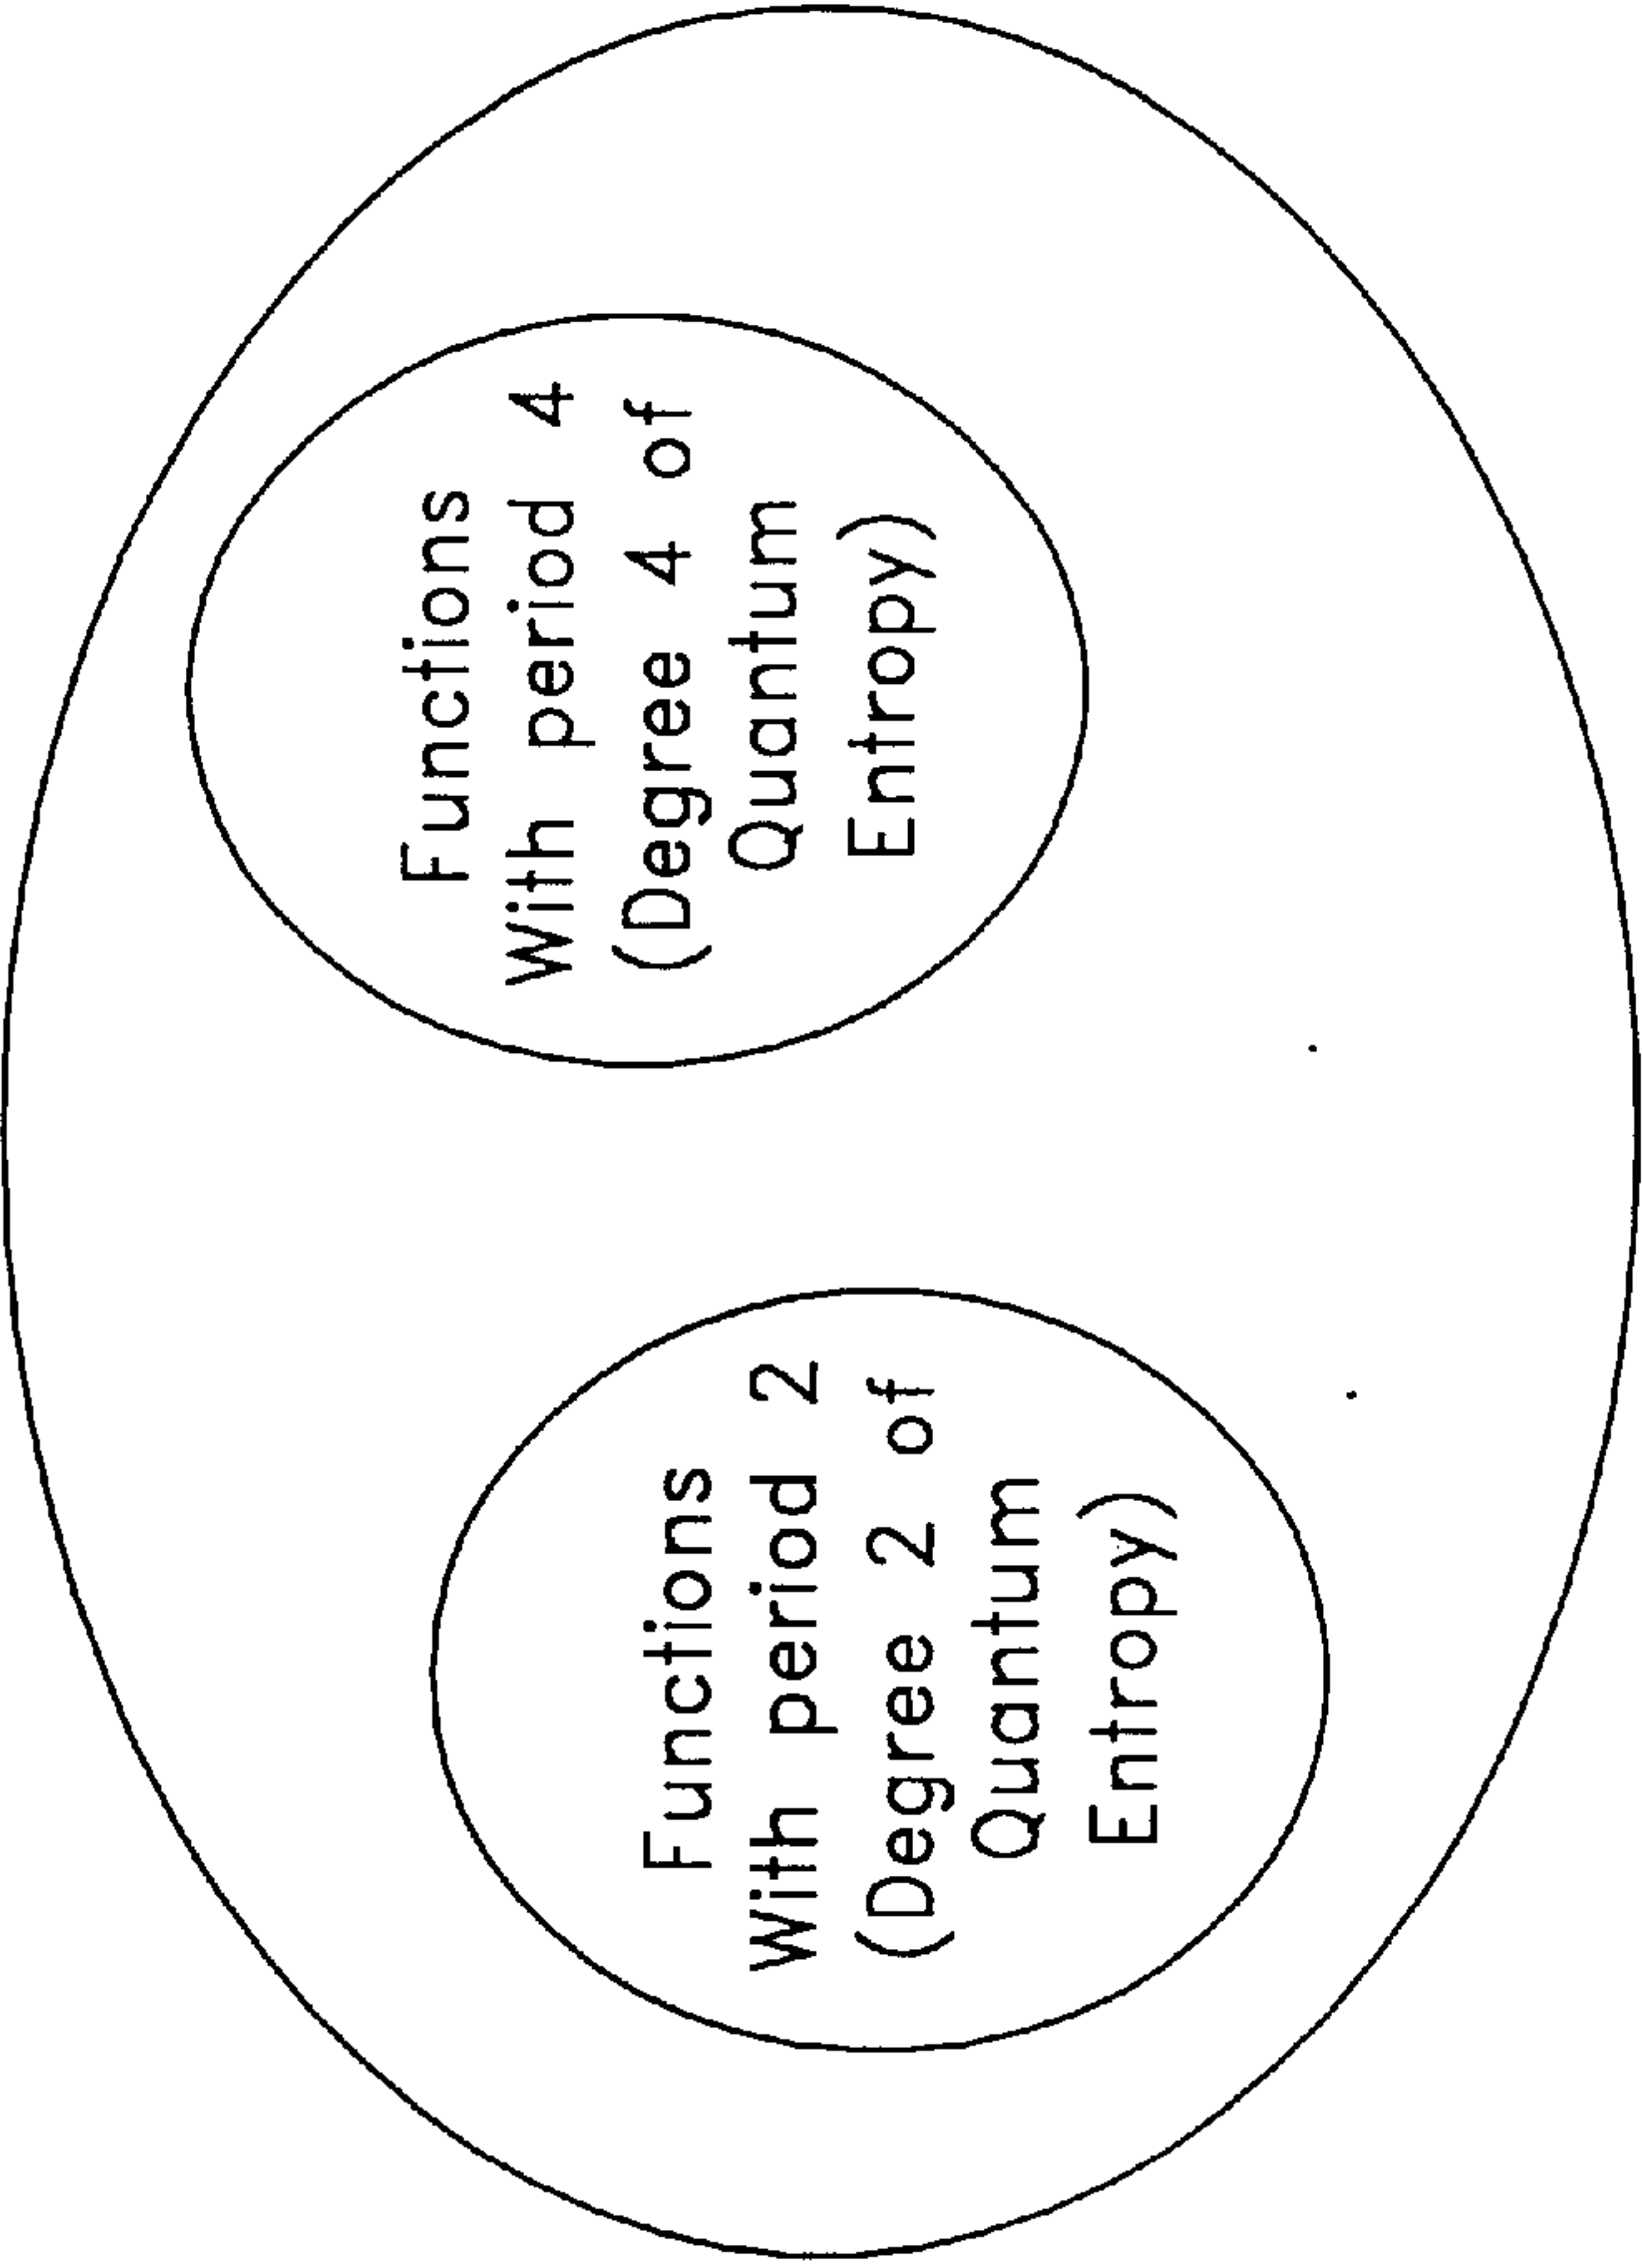 Functions
With period 2
(Degree 2 of
Quantum
Entropy)
Functions
With period 4
(Degree 4 of
Quantum
Entropy)